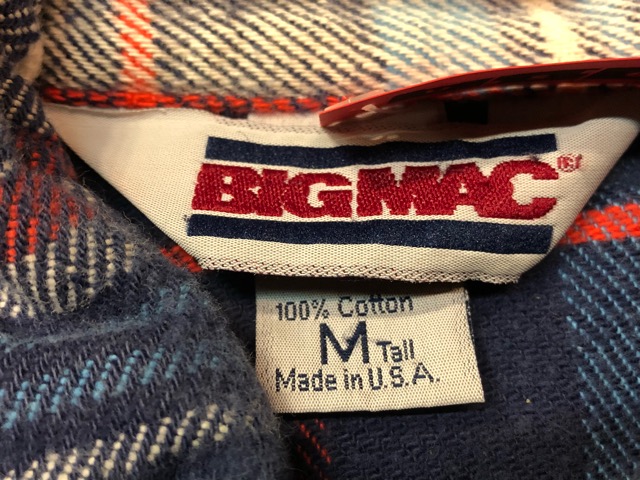 BIG MAC®
100% Cotton
M Tall
Made in U.S.A.